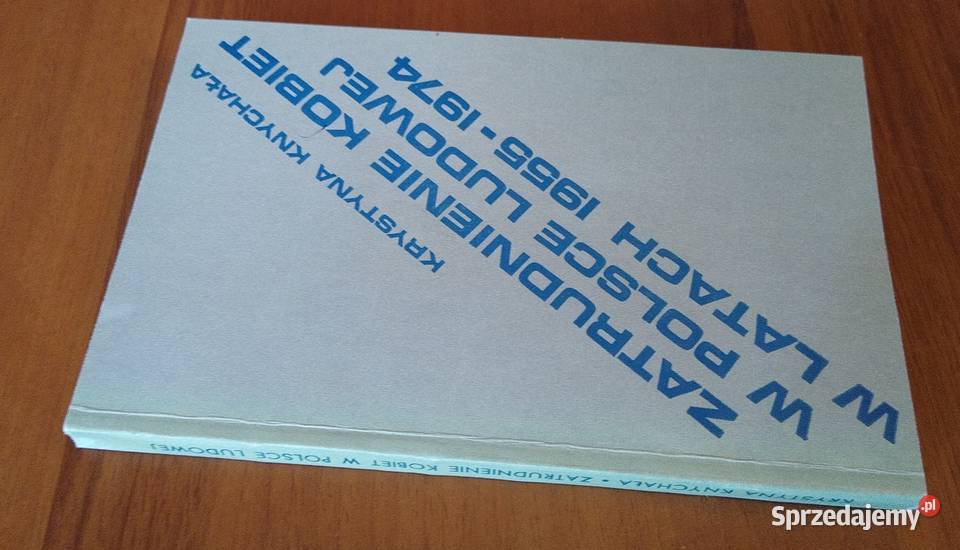 KRYSTYNA KNYCHAŁA
ZATRUDNIENIE KOBIET
W POLSCE LUDOWEJ
W LATACH 1955-1974
KRYSTYNA KNYCHAŁA • ZATRUDNIENIE KOBIET W POLSCE LUDOWEJ
Sprzedajemy.pl